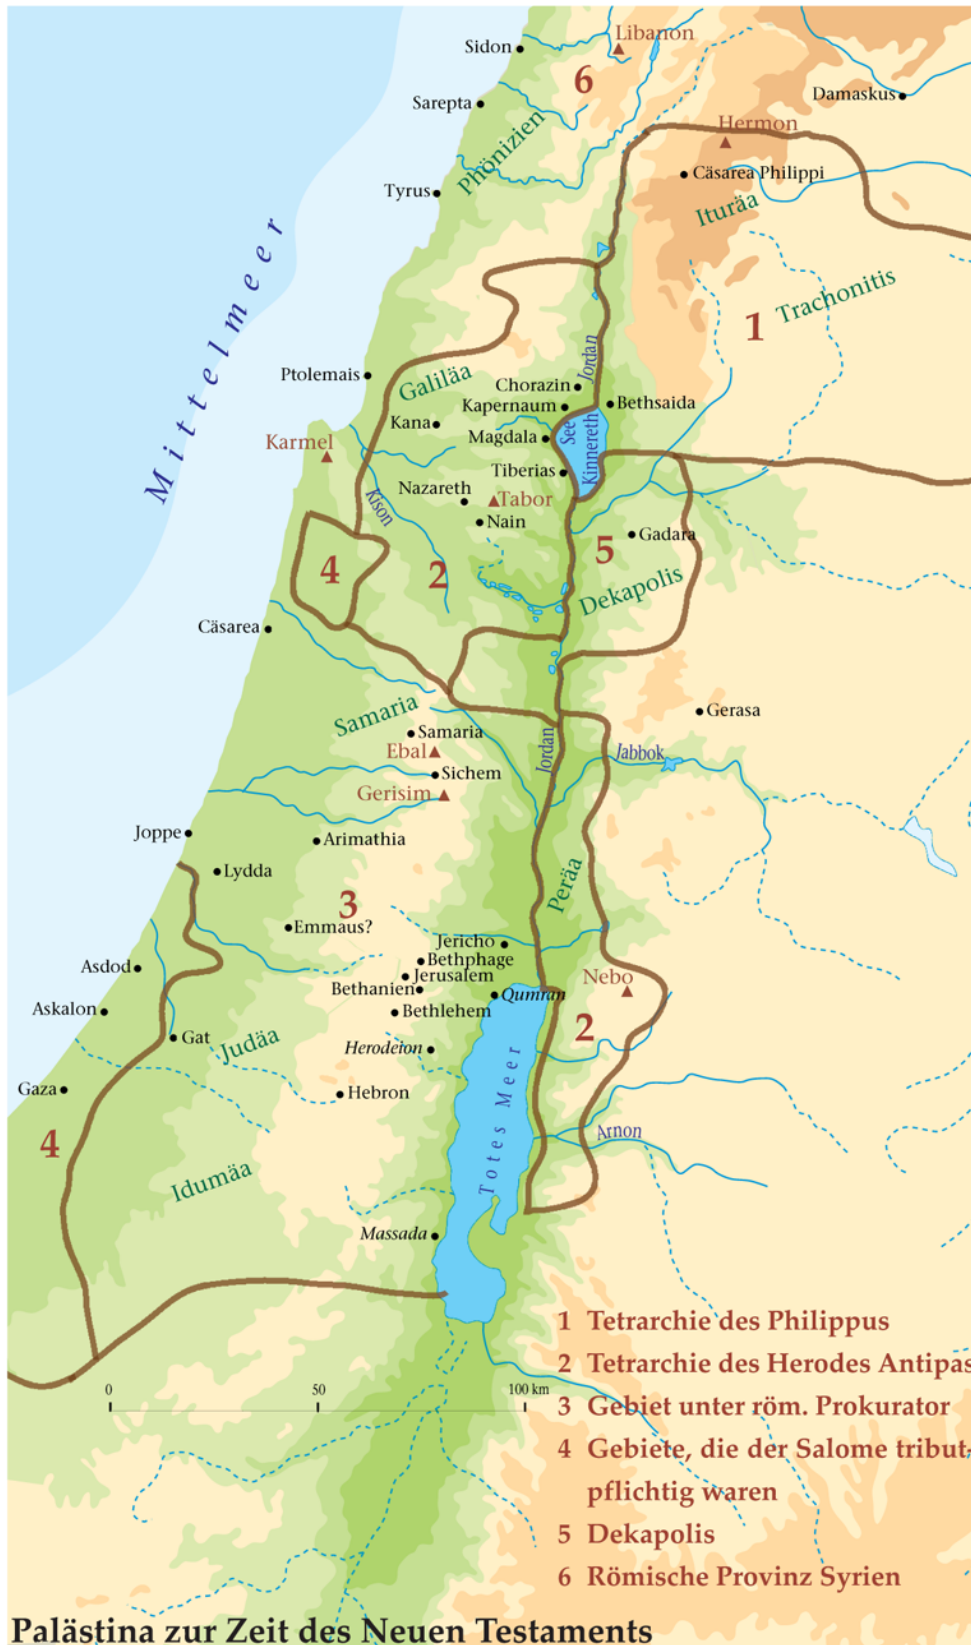 Libanon
Sidon
6
Damaskus
Sarepta
Hermon
Phönizien
Cäsarea Philippi
Tyrus
Ituräa
Mittelmeer
Trachonitis
1
Jordan
Ptolemais
Galiläa
Chorazin
Kapernaum
Bethsaida
Kana
See
Kinnereth
Magdala
Karmel
Tiberias
Nazareth
Tabor
Kison
Nain
5
Gadara
4
2
Dekapolis
Cäsarea
Samaria
Gerasa
Samaria
Ebal
Jordan
Jabbok
Sichem
Gerisim
Joppe
Arimathia
Lydda
Peräa
3
Emmaus?
Jericho
Bethphage
Asdod
Jerusalem
Nebo
Bethanien
Qumran
Askalon
Bethlehem
2
Gat
Judäa
Herodeion
Totes Meer
Gaza
Hebron
4
Arnon
Idumäa
Massada
1 Tetrarchie des Philippus
2 Tetrarchie des Herodes Antipas
3 Gebiet unter röm. Prokurator
4 Gebiete, die der Salome tribut-
pflichtig waren
5 Dekapolis
6 Römische Provinz Syrien
0 50 100 km
Palästina zur Zeit des Neuen Testaments